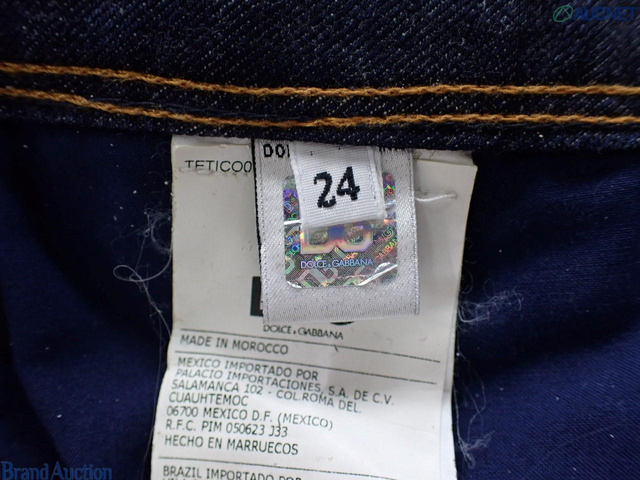 TETICO0
24
DOLCE & GABBANA
DOLCE & GABBANA
MADE IN MOROCCO
MEXICO IMPORTADO POR
PALACIO IMPORTACIONES, S.A. DE C.V.
SALAMANCA 102 - COL.ROMA DEL.
CUAUHTEMOC
06700 MEXICO D.F. (MEXICO)
R.F.C. PIM 050623 J33
HECHO EN MARRUECOS
BRAZIL IMPORTADO POR
Brand Auction